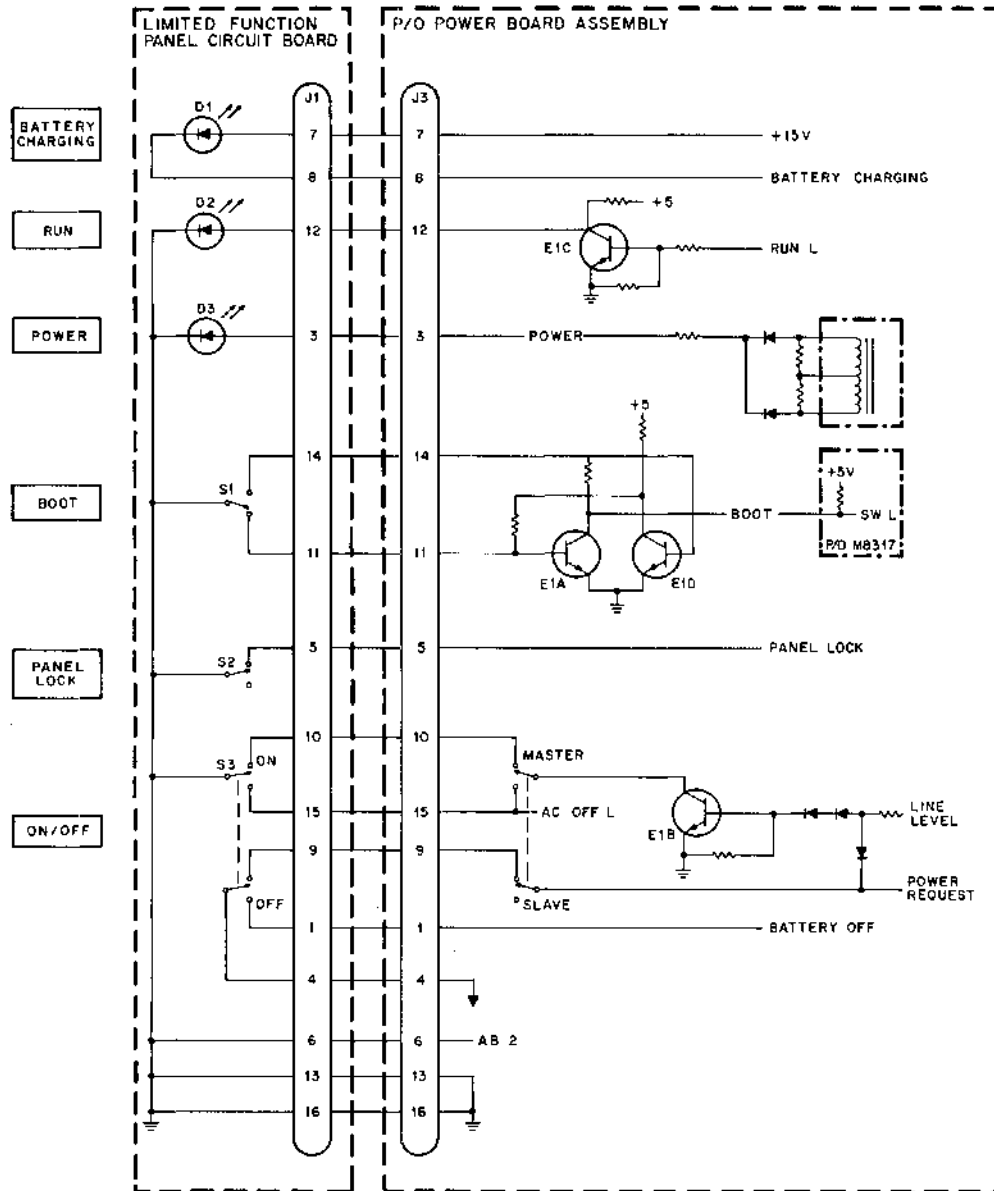 LIMITED FUNCTION
PANEL CIRCUIT BOARD
P/O POWER BOARD ASSEMBLY
J1
J3
BATTERY
CHARGING
D1
7
7
+15V
8
8
BATTERY CHARGING
RUN
D2
12
12
+5
E1C
RUN L
POWER
D3
3
3
POWER
+5
BOOT
S1
14
14
+5V
BOOT
SW L
P/O M8317
11
11
E1A
E1D
PANEL
LOCK
S2
5
5
PANEL LOCK
10
10
S3
ON
MASTER
ON/OFF
15
15
AC OFF L
E1B
LINE
LEVEL
9
9
OFF
SLAVE
POWER
REQUEST
1
1
BATTERY OFF
4
4
6
6
AB 2
13
13
16
16